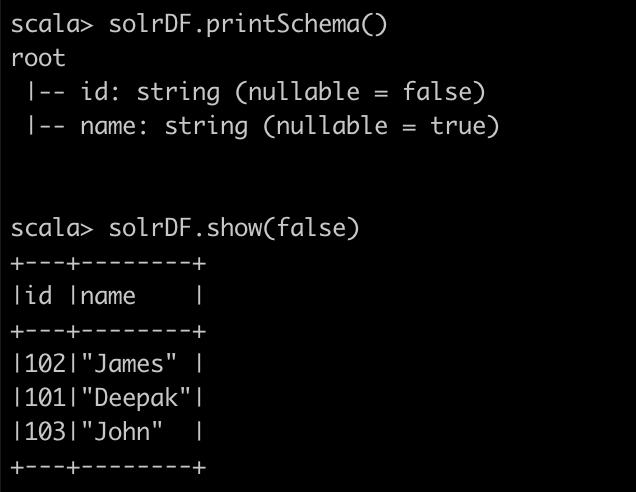 scala> solrDF.printSchema()
root
 |-- id: string (nullable = false)
 |-- name: string (nullable = true)
scala> solrDF.show(false)
+---+--------+
|id |name    |
+---+--------+
|102|"James" |
|101|"Deepak"|
|103|"John"  |
+---+--------+